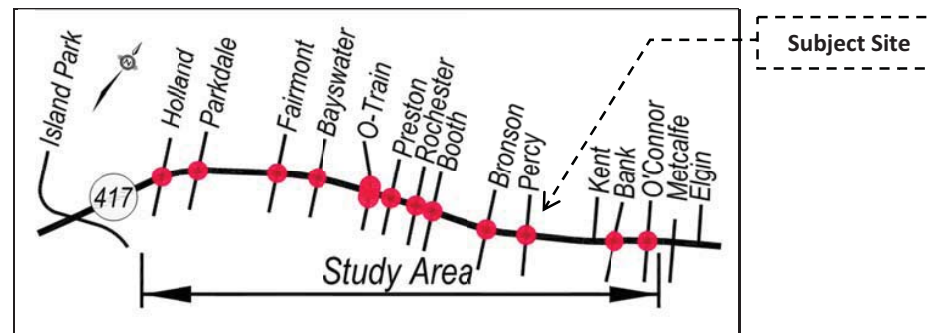 Subject Site
Island Park
Holland
Parkdale
Fairmont
Bayswater
O-Train
Preston
Rochester
Booth
Bronson
Percy
Kent
Bank
O'Connor
Metcalfe
Elgin
417
Study Area
N